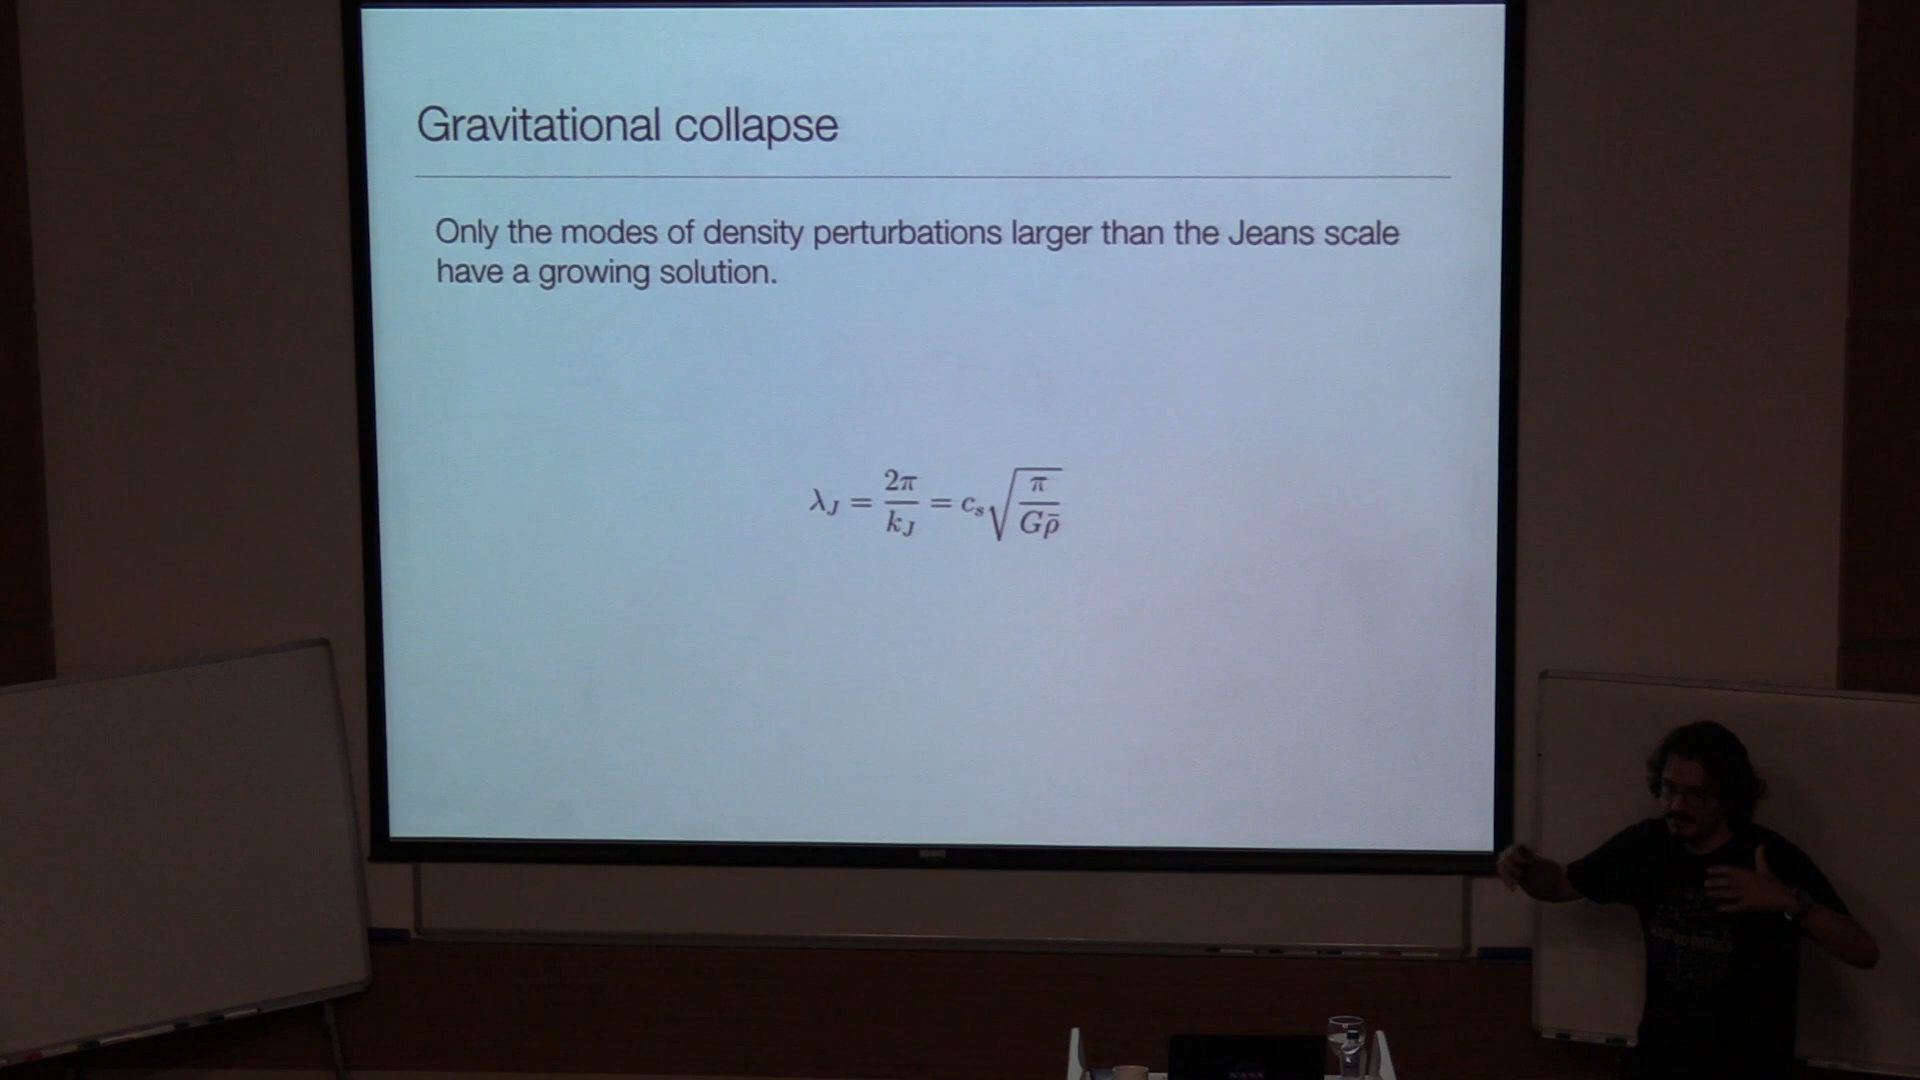 Gravitational collapse
Only the modes of density perturbations larger than the Jeans scale
have a growing solution.
λ_J = 2π/k_J = c_s √(π/(Gρ̄))
NASA